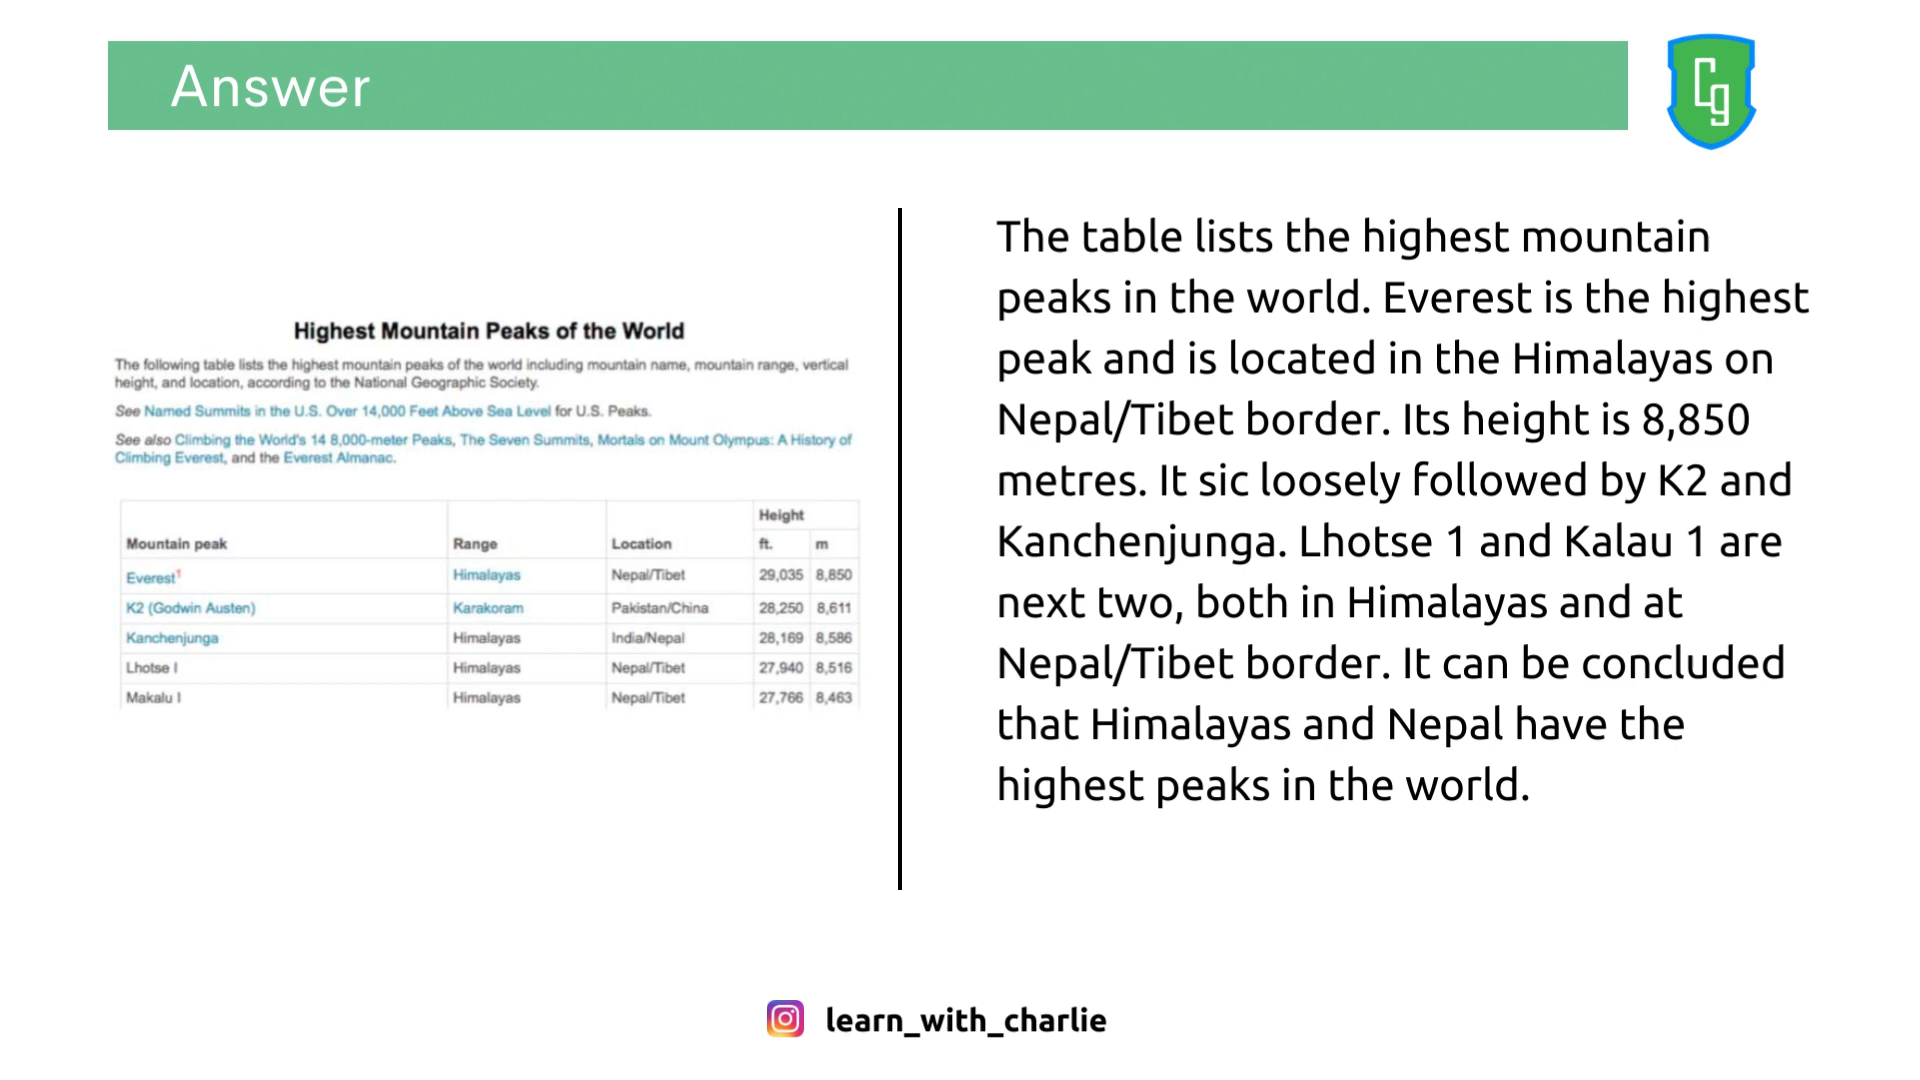 Answer
Cg
Highest Mountain Peaks of the World
The following table lists the highest mountain peaks of the world including mountain name, mountain range, vertical
height, and location, according to the National Geographic Society.
See Named Summits in the U.S. Over 14,000 Feet Above Sea Level for U.S. Peaks.
See also Climbing the World's 14 8,000-meter Peaks, The Seven Summits, Mortals on Mount Olympus: A History of
Climbing Everest, and the Everest Almanac.
Height
Mountain peak Range Location ft. m
Everest1 Himalayas Nepal/Tibet 29,035 8,850
K2 (Godwin Austen) Karakoram Pakistan/China 28,250 8,611
Kanchenjunga Himalayas India/Nepal 28,169 8,586
Lhotse I Himalayas Nepal/Tibet 27,940 8,516
Makalu I Himalayas Nepal/Tibet 27,766 8,463
The table lists the highest mountain
peaks in the world. Everest is the highest
peak and is located in the Himalayas on
Nepal/Tibet border. Its height is 8,850
metres. It sic loosely followed by K2 and
Kanchenjunga. Lhotse 1 and Kalau 1 are
next two, both in Himalayas and at
Nepal/Tibet border. It can be concluded
that Himalayas and Nepal have the
highest peaks in the world.
learn_with_charlie